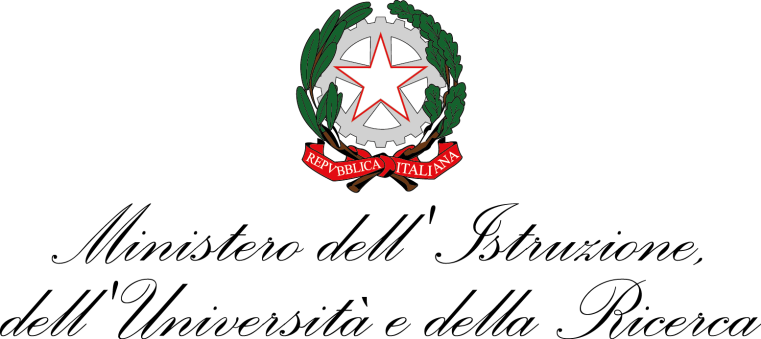 REPVBBLICA ITALIANA
Ministero dell' Istruzione,
dell'Università e della Ricerca